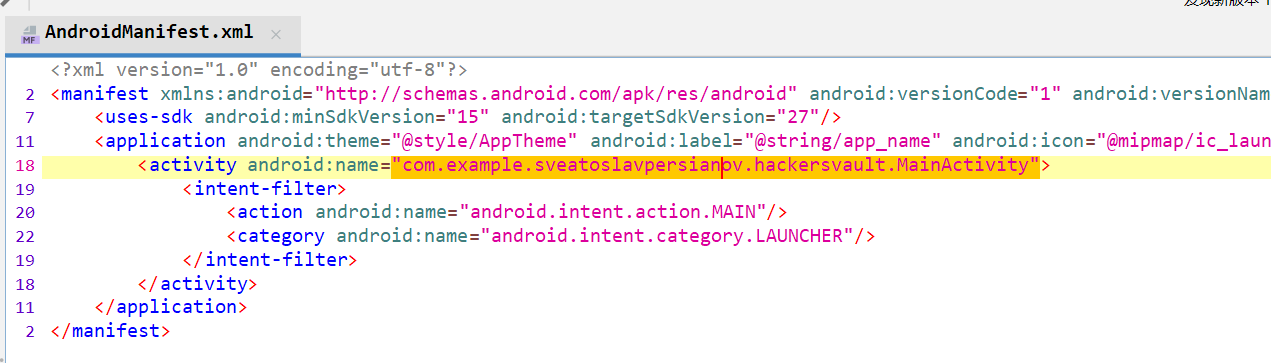 发现新版本 1
MF AndroidManifest.xml ×
<?xml version="1.0" encoding="utf-8"?>
2 <manifest xmlns:android="http://schemas.android.com/apk/res/android" android:versionCode="1" android:versionNam
7 <uses-sdk android:minSdkVersion="15" android:targetSdkVersion="27"/>
11 <application android:theme="@style/AppTheme" android:label="@string/app_name" android:icon="@mipmap/ic_laun
18 <activity android:name="com.example.sveatoslavpersianov.hackersvault.MainActivity">
19 <intent-filter>
20 <action android:name="android.intent.action.MAIN"/>
22 <category android:name="android.intent.category.LAUNCHER"/>
19 </intent-filter>
18 </activity>
11 </application>
2 </manifest>